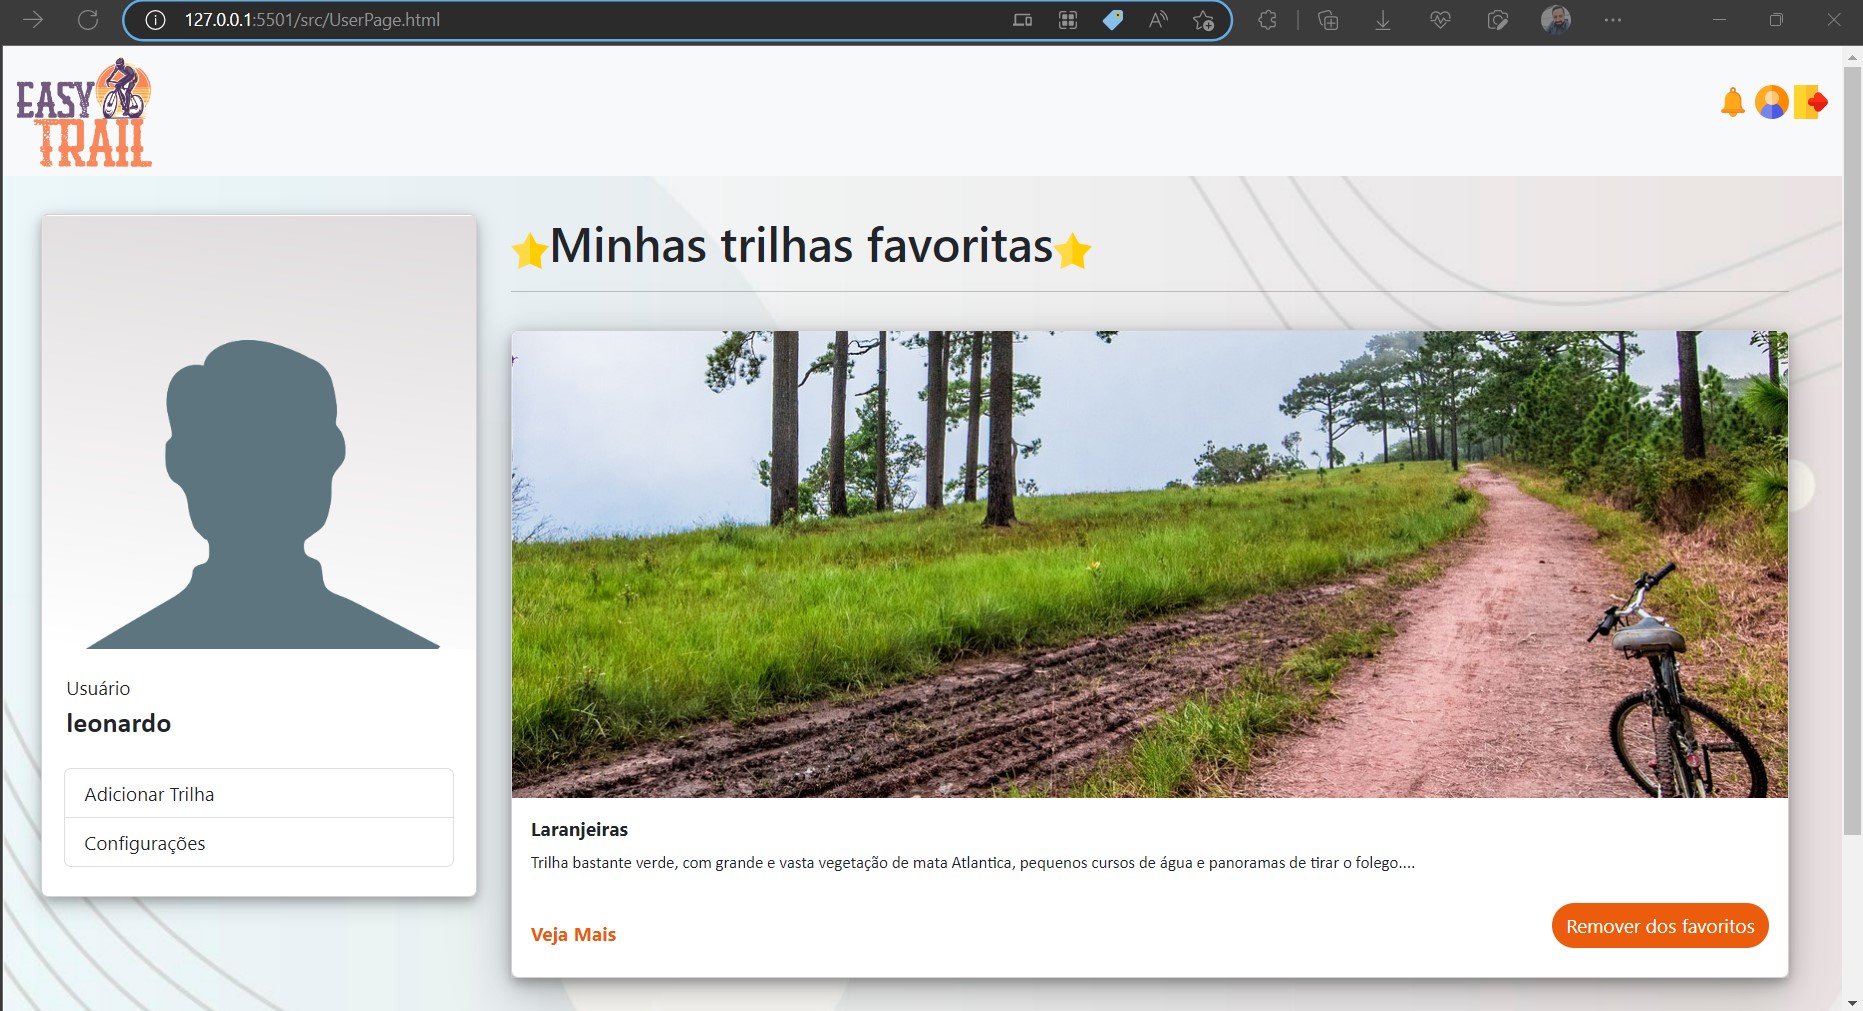 127.0.0.1:5501/src/UserPage.html
EASY
TRAIL
Minhas trilhas favoritas
Usuário
leonardo
Adicionar Trilha
Configurações
Laranjeiras
Trilha bastante verde, com grande e vasta vegetação de mata Atlantica, pequenos cursos de água e panoramas de tirar o folego....
Veja Mais
Remover dos favoritos